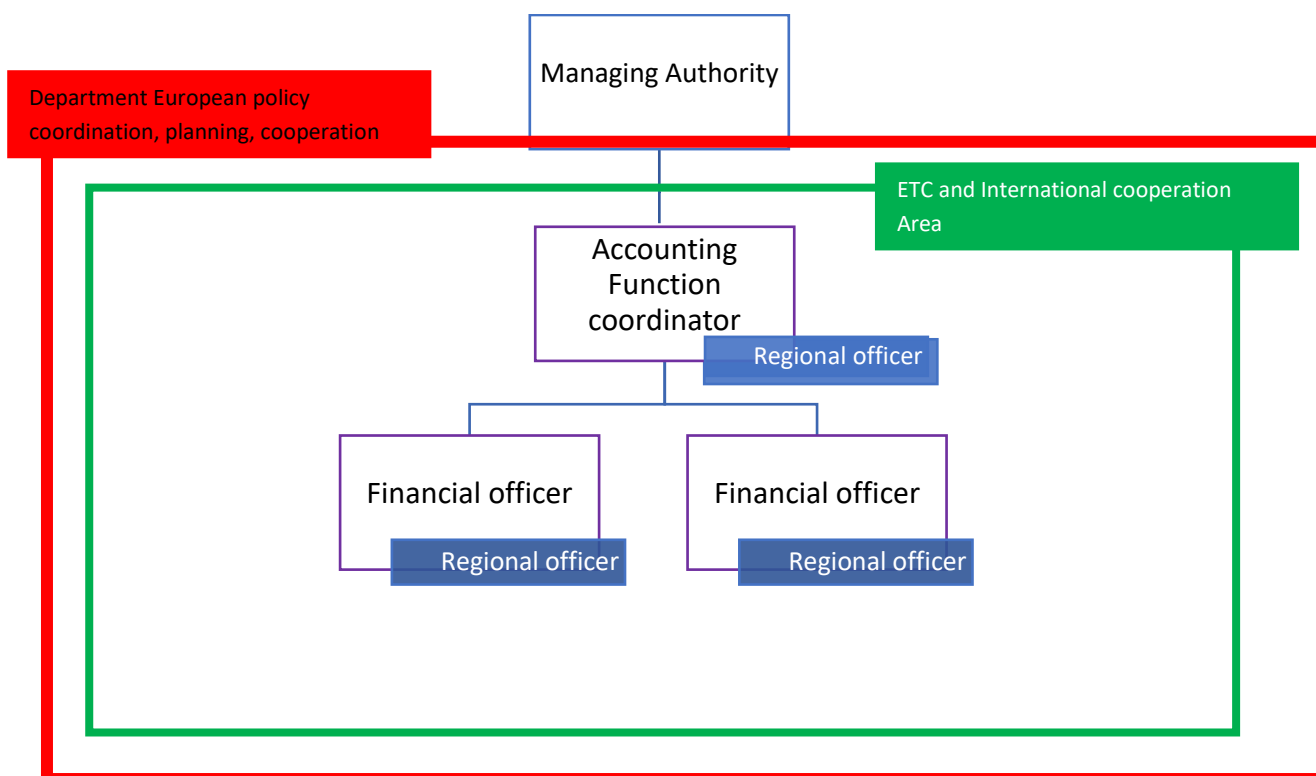 Managing Authority
Department European policy
coordination, planning, cooperation
ETC and International cooperation
Area
Accounting
Function
coordinator
Regional officer
Financial officer
Regional officer
Financial officer
Regional officer